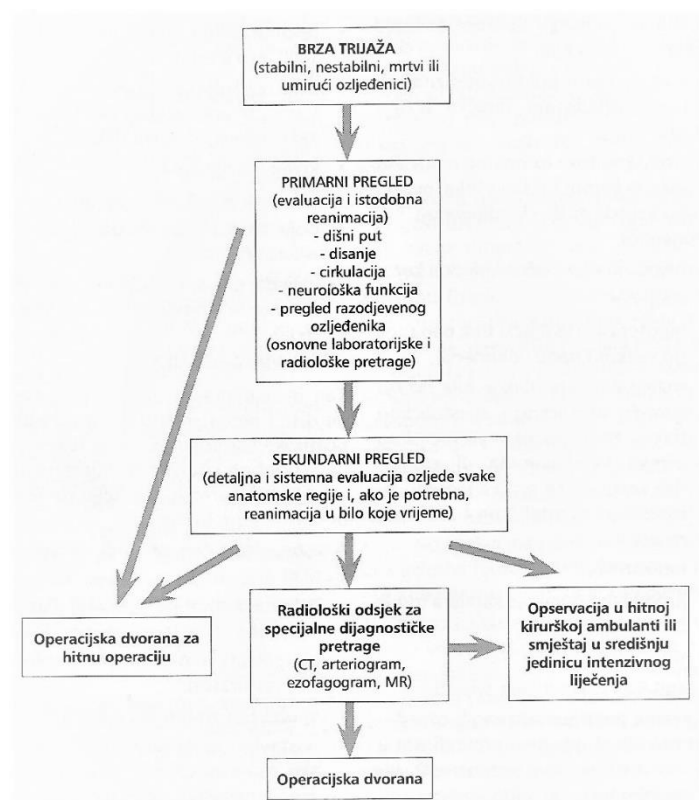 BRZA TRIJAŽA
(stabilni, nestabilni, mrtvi ili
umirući ozljeđenici)
PRIMARNI PREGLED
(evaluacija i istodobna
reanimacija)
- dišni put
- disanje
- cirkulacija
- neuroioška funkcija
- pregled razodjevenog
ozljeđenika
(osnovne laboratorijske i
radiološke pretrage)
SEKUNDARNI PREGLED
(detaljna i sistemna evaluacija ozljede svake
anatomske regije i, ako je potrebna,
reanimacija u bilo koje vrijeme)
Operacijska dvorana za
hitnu operaciju
Radiološki odsjek za
specijalne dijagnostičke
pretrage
(CT, arteriogram,
ezofagogram, MR)
Opservacija u hitnoj
kirurškoj ambulanti ili
smještaj u središnju
jedinicu intenzivnog
liječenja
Operacijska dvorana